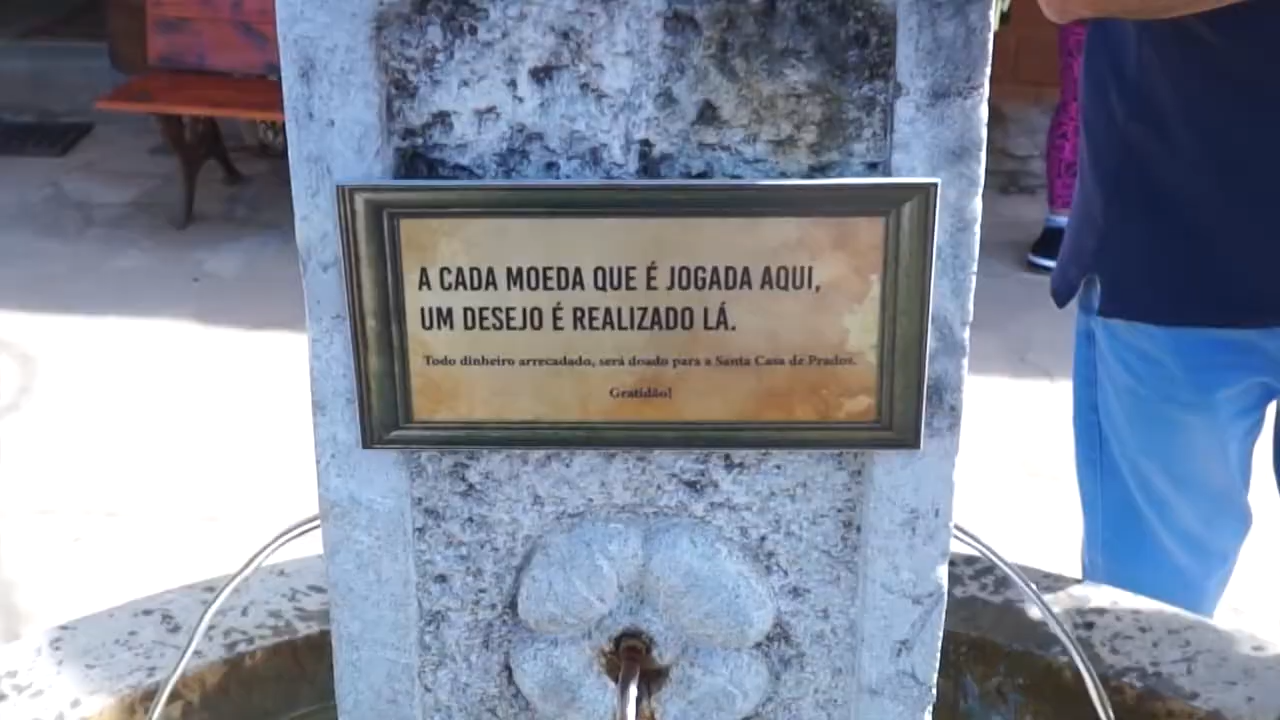 A CADA MOEDA QUE É JOGADA AQUI,
UM DESEJO É REALIZADO LÁ.
Todo dinheiro arrecadado, será doado para a Santa Casa de Prados.
Gratidão!